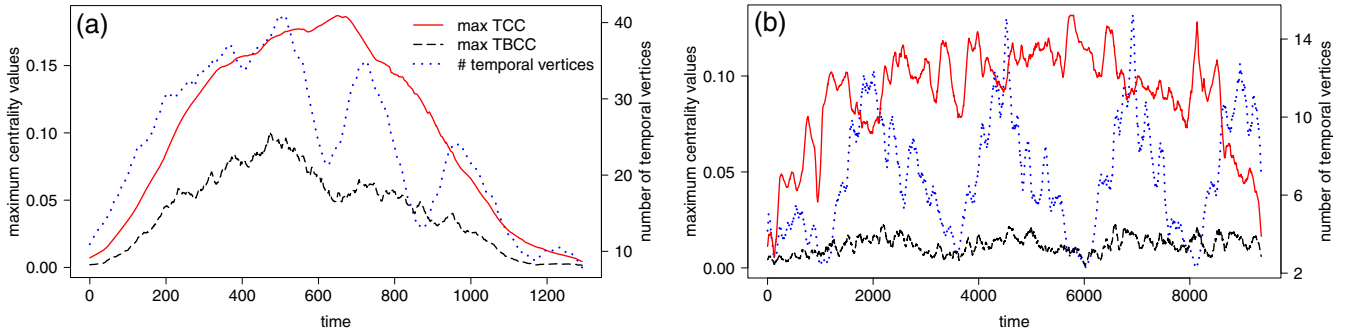 (a)
max TCC
max TBCC
# temporal vertices
maximum centrality values
0.00
0.05
0.10
0.15
0
200
400
600
800
1000
1200
time
10
20
30
40
number of temporal vertices
(b)
maximum centrality values
0.00
0.05
0.10
0
2000
4000
6000
8000
time
2
6
10
14
number of temporal vertices